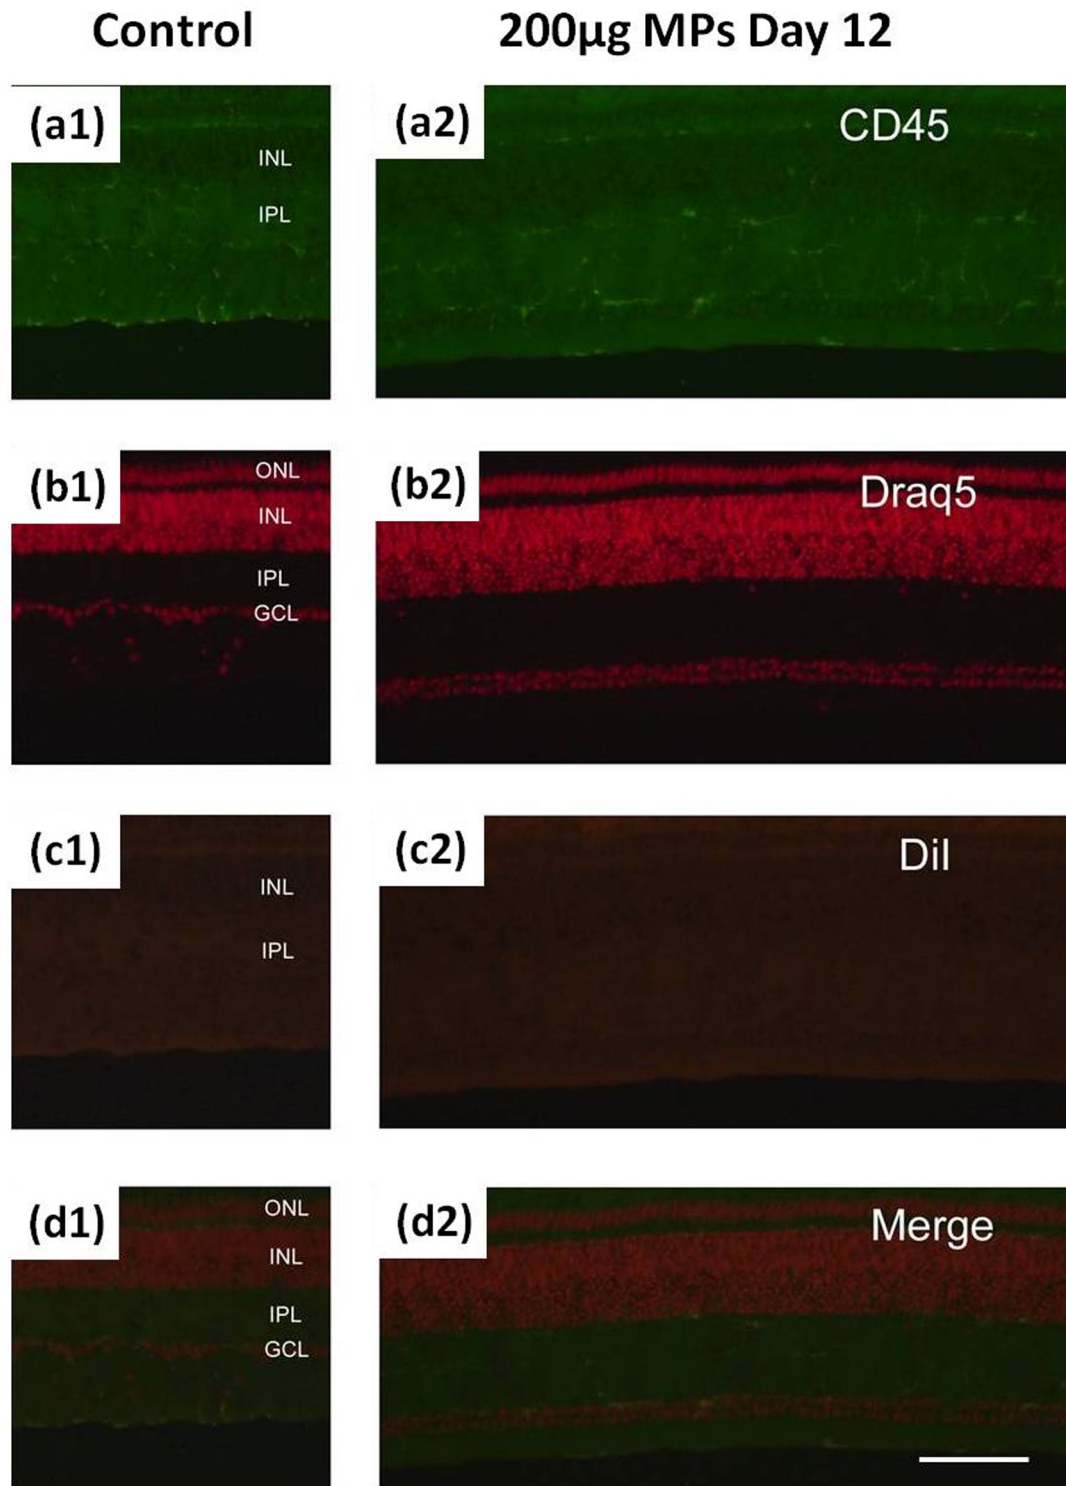 Control
200µg MPs Day 12
(a1)
INL
IPL
(a2)
CD45
(b1)
ONL
INL
IPL
GCL
(b2)
Draq5
(c1)
INL
IPL
(c2)
DiI
(d1)
ONL
INL
IPL
GCL
(d2)
Merge